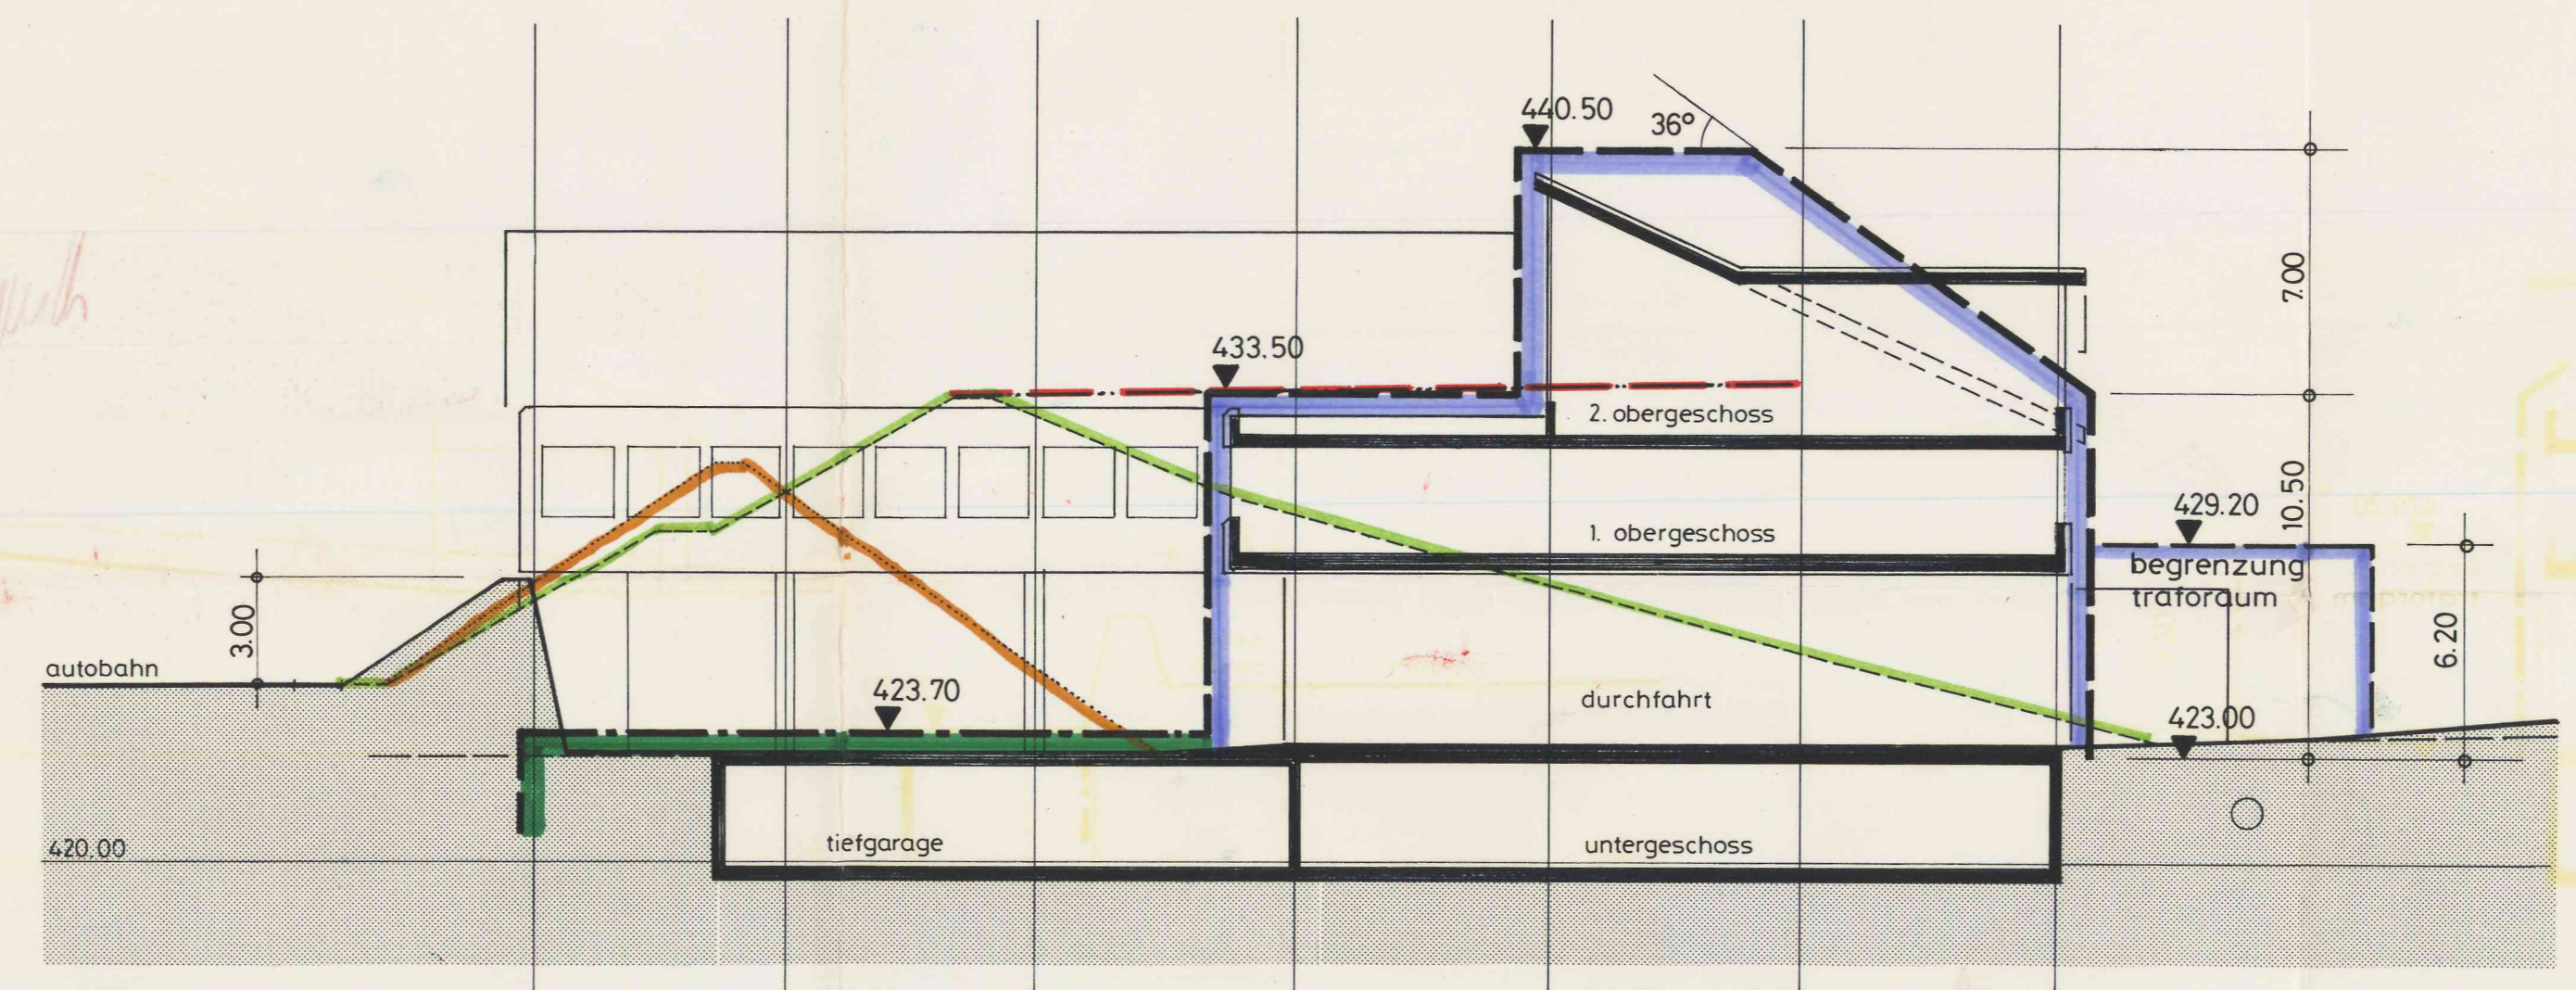 440.50
36°
7.00
433.50
2. obergeschoss
10.50
429.20
1. obergeschoss
begrenzung
traforaum
3.00
6.20
autobahn
423.70
durchfahrt
423.00
420.00
tiefgarage
untergeschoss